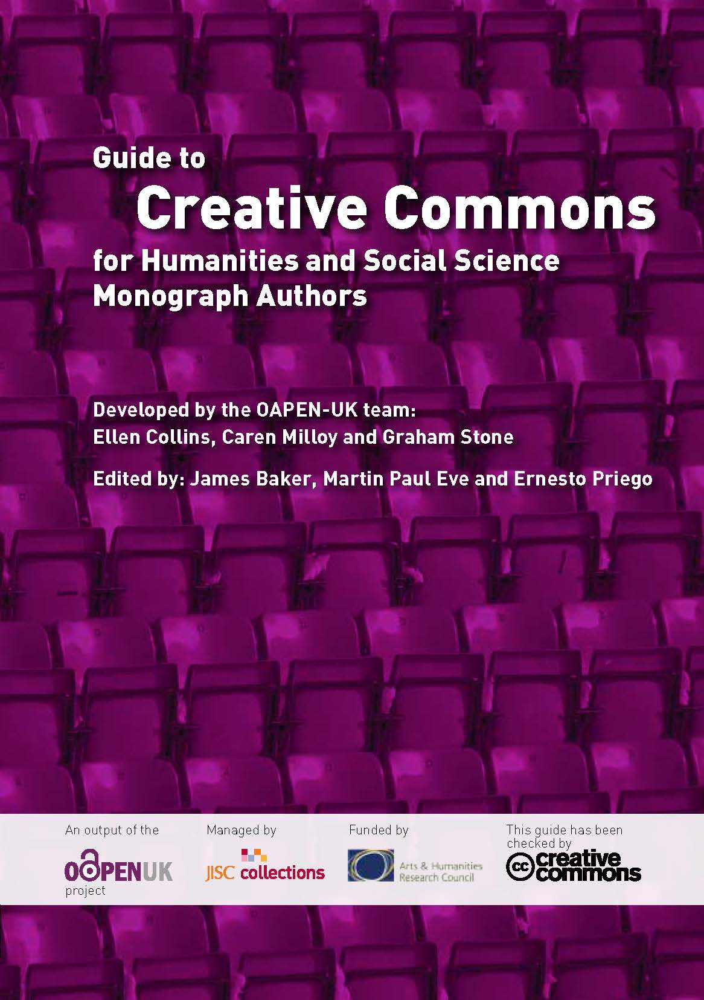 Guide to
Creative Commons
for Humanities and Social Science
Monograph Authors
Developed by the OAPEN-UK team:
Ellen Collins, Caren Milloy and Graham Stone
Edited by: James Baker, Martin Paul Eve and Ernesto Priego
An output of the
OAPENUK
project
Managed by
JISC collections
Funded by
Arts & Humanities
Research Council
This guide has been
checked by
cc creative
commons